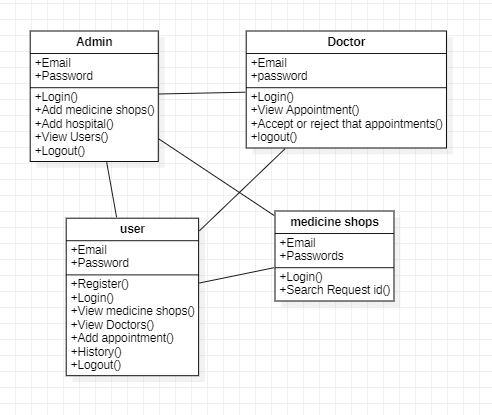 Admin
+Email
+Password
+Login()
+Add medicine shops()
+Add hospital()
+View Users()
+Logout()
Doctor
+Email
+password
+Login()
+View Appointment()
+Accept or reject that appointments()
+logout()
user
+Email
+Password
+Register()
+Login()
+View medicine shops()
+View Doctors()
+Add appointment()
+History()
+Logout()
medicine shops
+Email
+Passwords
+Login()
+Search Request id()